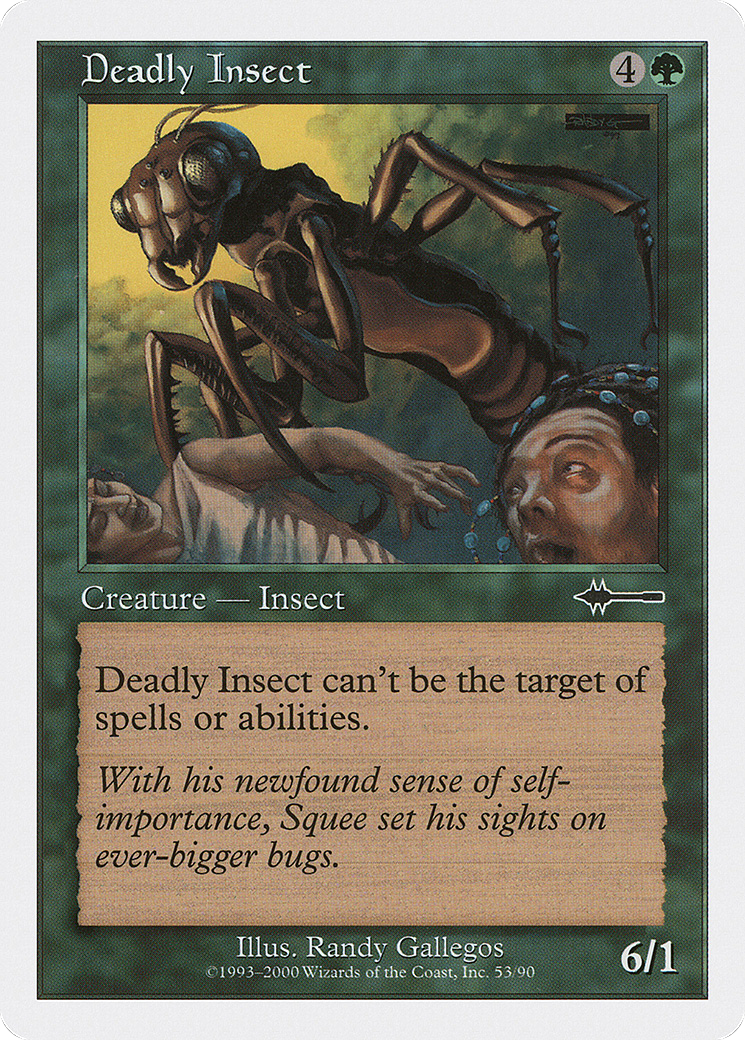 Deadly Insect 4
Creature — Insect
Deadly Insect can't be the target of
spells or abilities.
With his newfound sense of self-
importance, Squee set his sights on
ever-bigger bugs.
Illus. Randy Gallegos
©1993–2000 Wizards of the Coast, Inc. 53/90
6/1